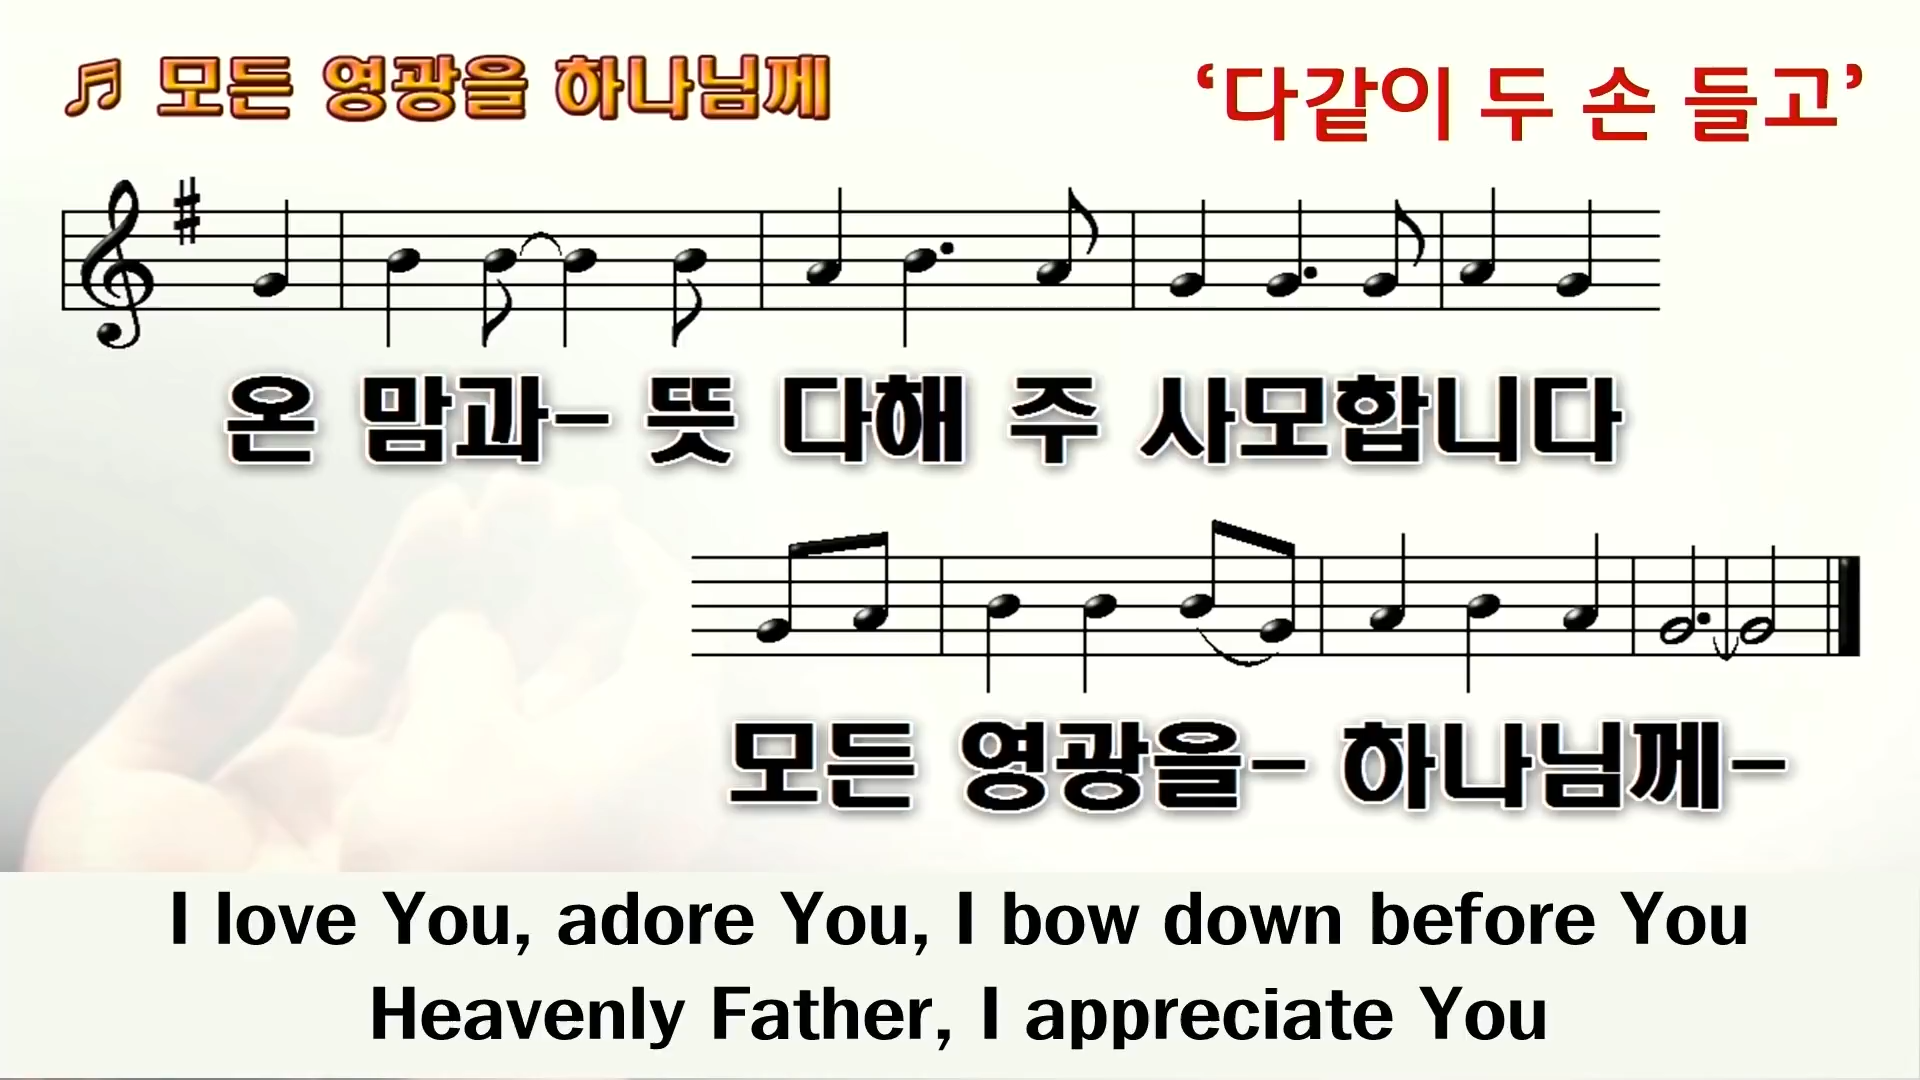 ♬ 모든 영광을 하나님께
‘다같이 두 손 들고’
온 맘과- 뜻 다해 주 사모합니다
모든 영광을- 하나님께-
I love You, adore You, I bow down before You
Heavenly Father, I appreciate You